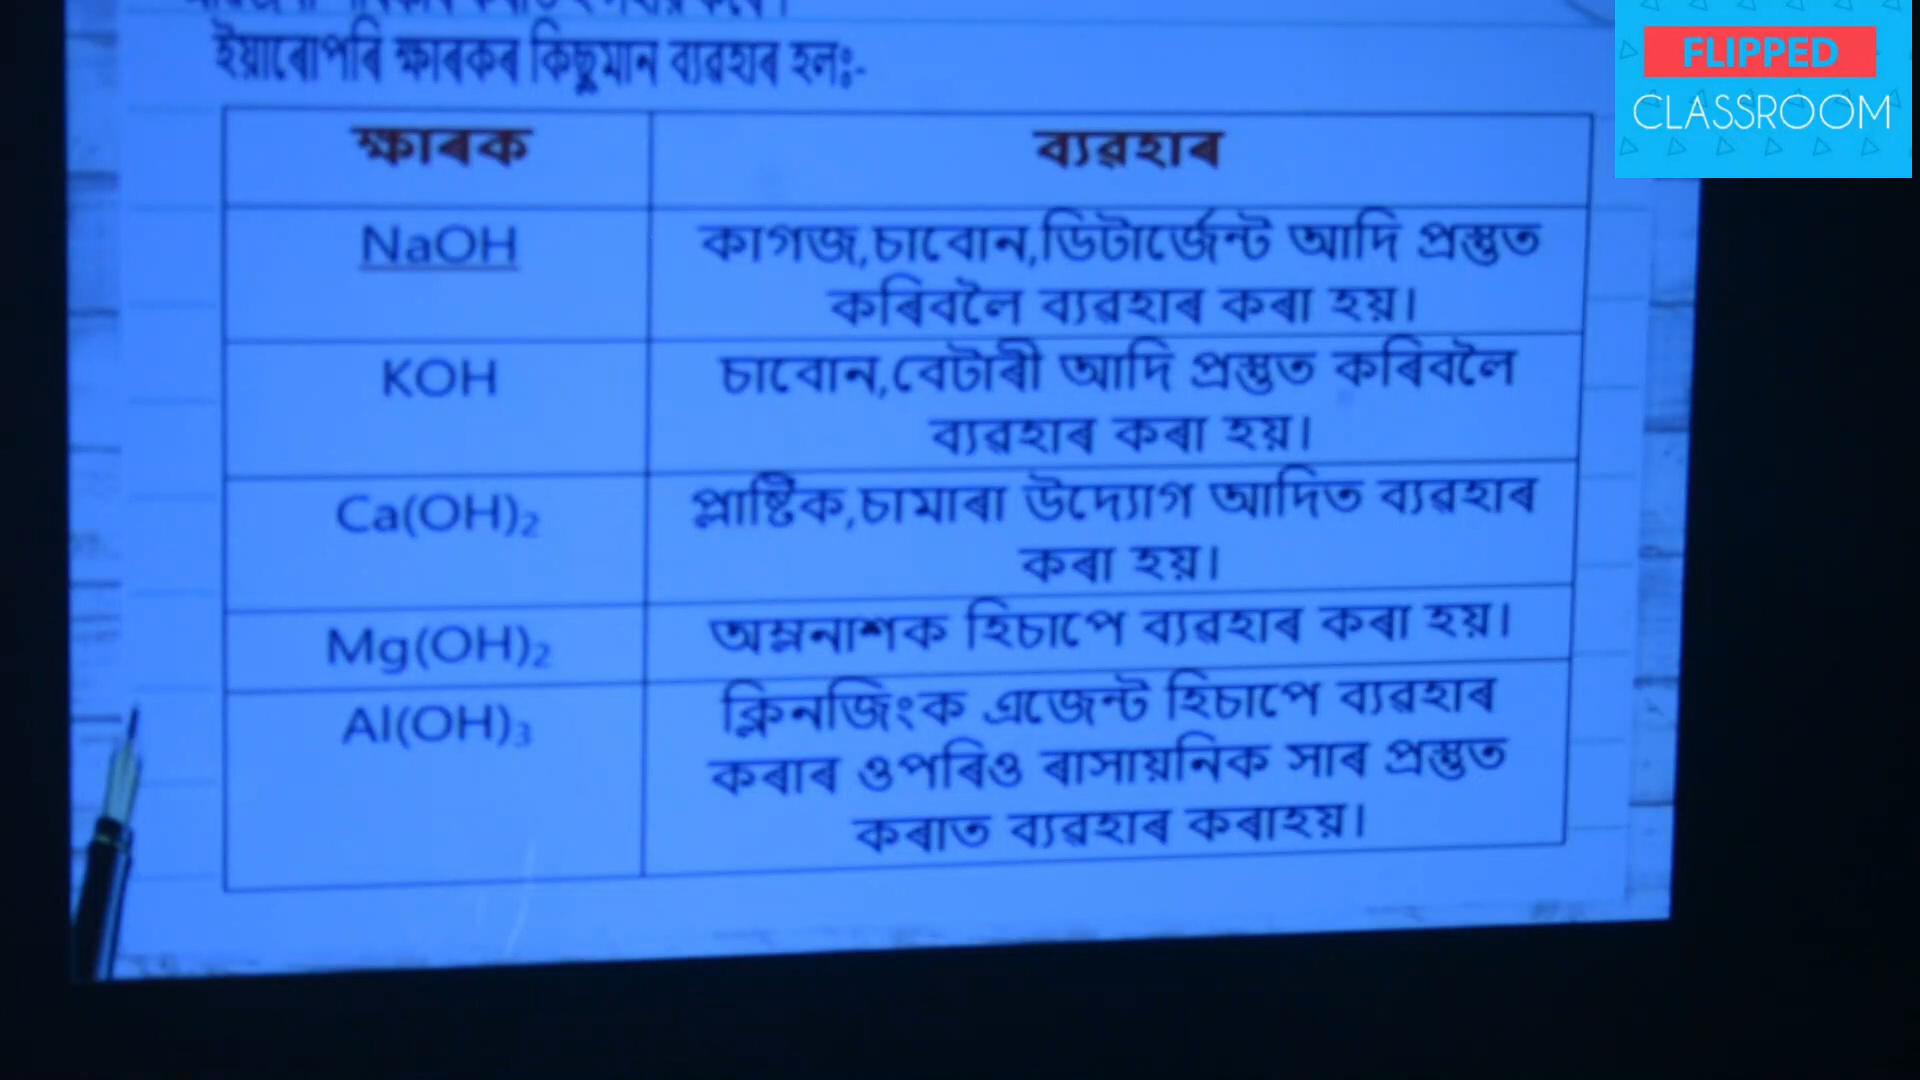 ইয়াৰোপৰি ক্ষাৰকৰ কিছুমান ব্যৱহাৰ হলঃ-
FLIPPED
CLASSROOM
ক্ষাৰক ব্যৱহাৰ
NaOH কাগজ,চাবোন,ডিটাৰ্জেন্ট আদি প্ৰস্তুত
কৰিবলৈ ব্যৱহাৰ কৰা হয়।
KOH চাবোন,বেটাৰী আদি প্ৰস্তুত কৰিবলৈ
ব্যৱহাৰ কৰা হয়।
Ca(OH)₂ প্লাষ্টিক,চামাৰা উদ্যোগ আদিত ব্যৱহাৰ
কৰা হয়।
Mg(OH)₂ অম্লনাশক হিচাপে ব্যৱহাৰ কৰা হয়।
Al(OH)₃ ক্লিনজিংক এজেন্ট হিচাপে ব্যৱহাৰ
কৰাৰ ওপৰিও ৰাসায়নিক সাৰ প্ৰস্তুত
কৰাত ব্যৱহাৰ কৰাহয়।